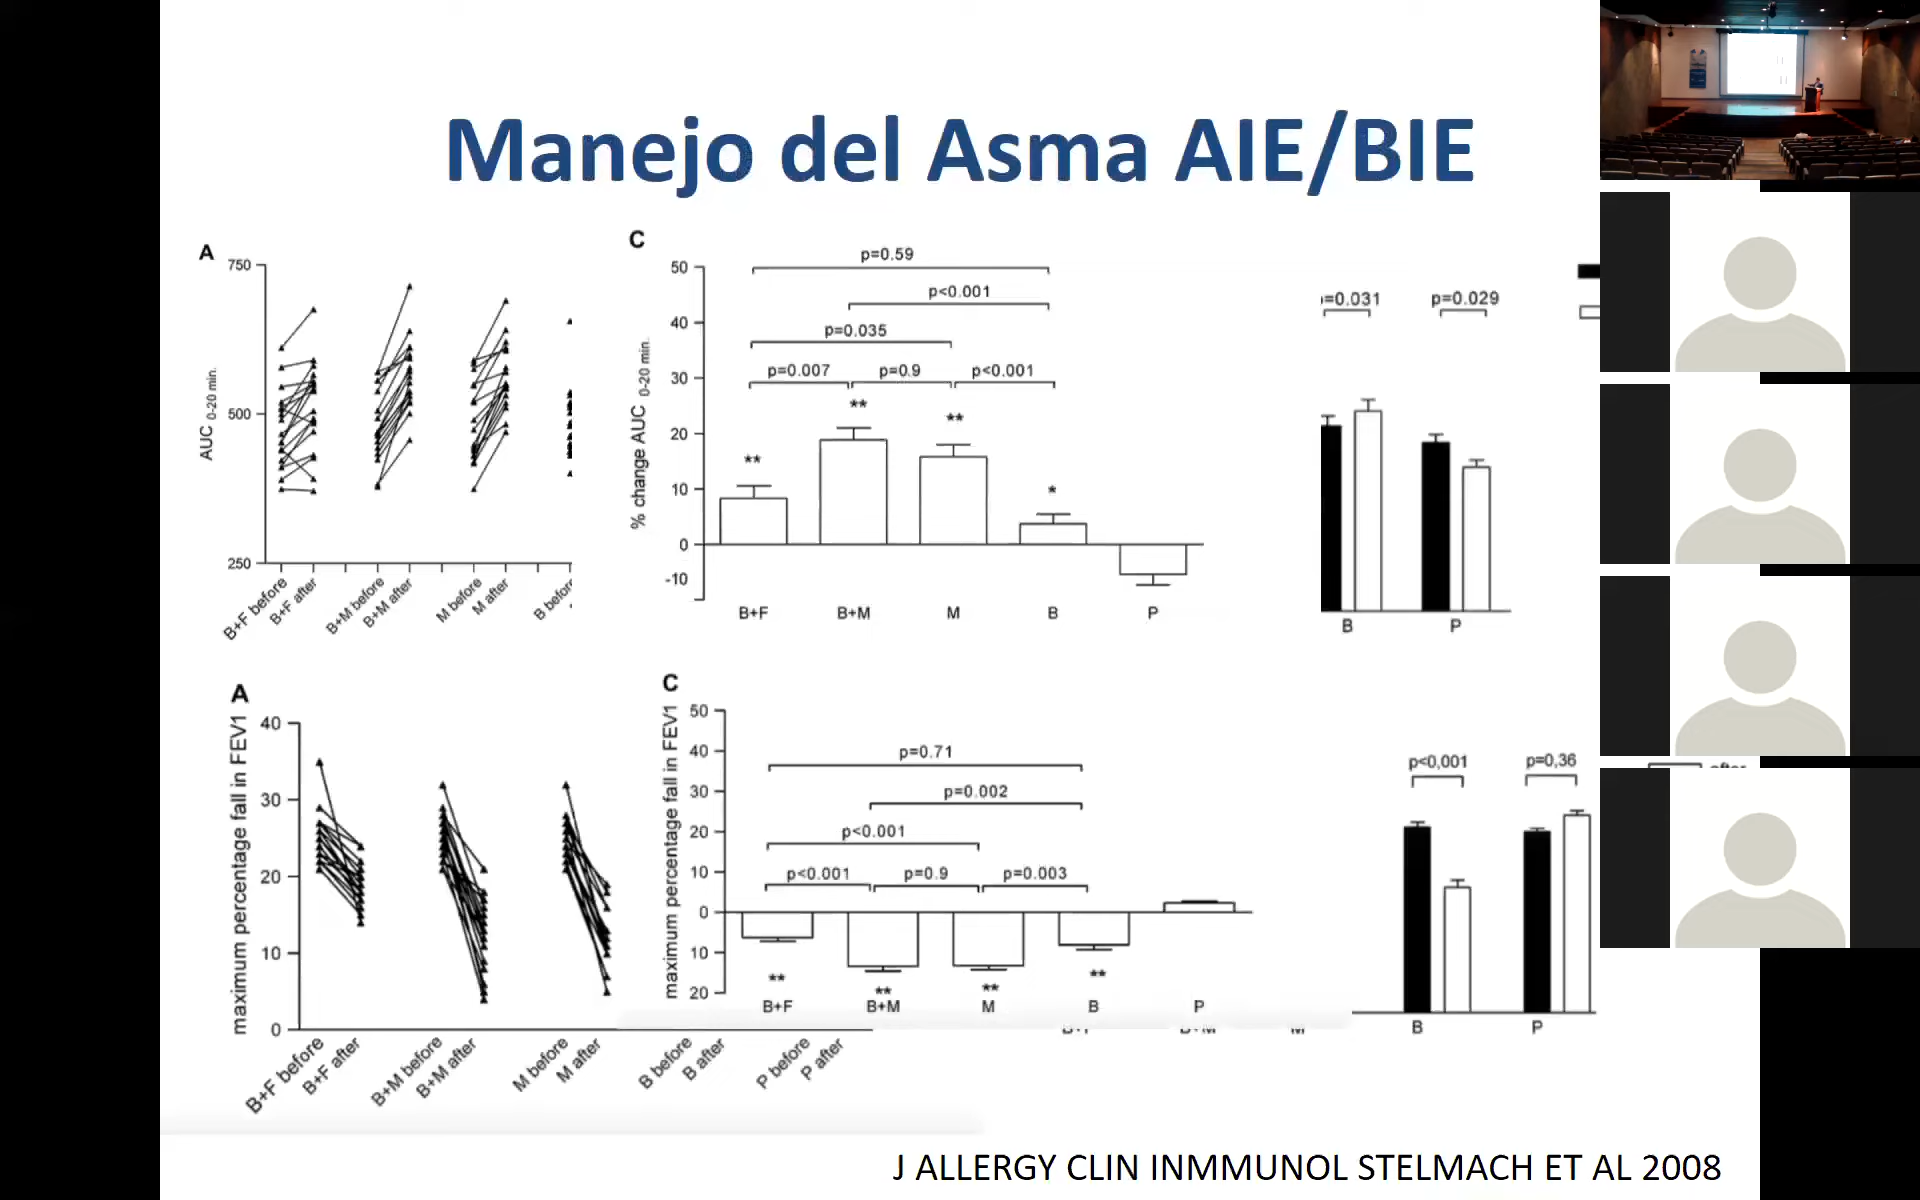 Manejo del Asma AIE/BIE
A
750
500
250
AUC 0-20 min.
B+F before
B+F after
B+M before
B+M after
M before
M after
B before
C
50
40
30
20
10
0
-10
% change AUC 0-20 min.
p=0.59
p<0.001
p=0.035
p=0.007
p=0.9
p<0.001
**
**
**
*
B+F
B+M
M
B
P
p=0.031
p=0.029
B
P
A
40
30
20
10
0
maximum percentage fall in FEV1
B+F before
B+F after
B+M before
B+M after
M before
M after
B before
B after
P before
P after
C
50
40
30
20
10
0
10
20
maximum percentage fall in FEV1
p=0.71
p=0.002
p<0.001
p<0.001
p=0.9
p=0.003
**
**
**
**
B+F
B+M
M
B
P
p<0,001
p=0,36
B
P
J ALLERGY CLIN INMMUNOL STELMACH ET AL 2008